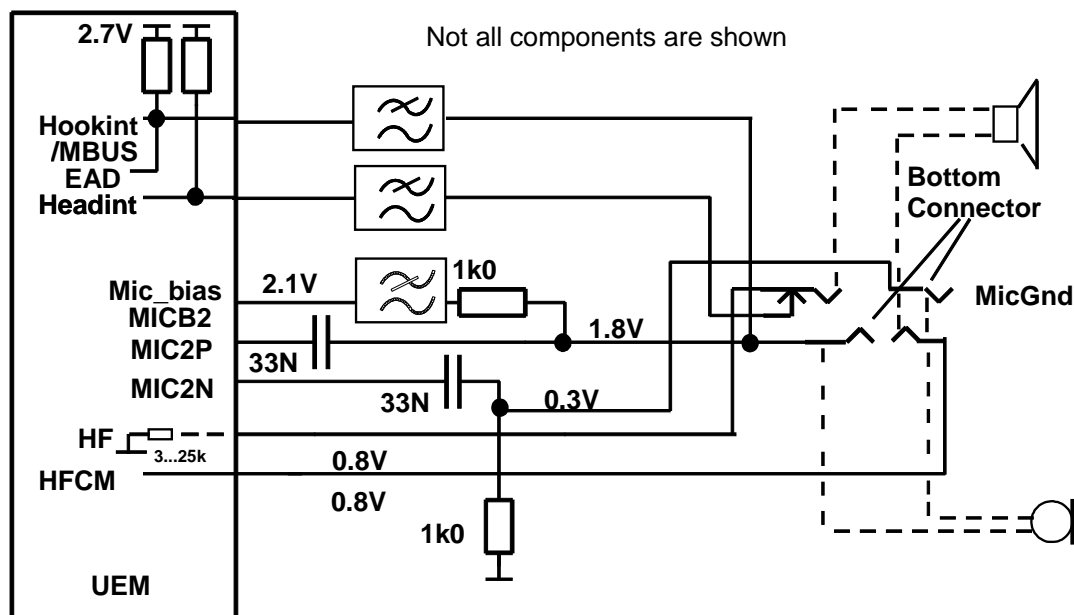 2.7V
Not all components are shown
Hookint
/MBUS
EAD
Headint
Bottom
Connector
Mic_bias
2.1V
1k0
MicGnd
MICB2
1.8V
MIC2P
33N
MIC2N
33N
0.3V
HF
3...25k
0.8V
HFCM
0.8V
1k0
UEM